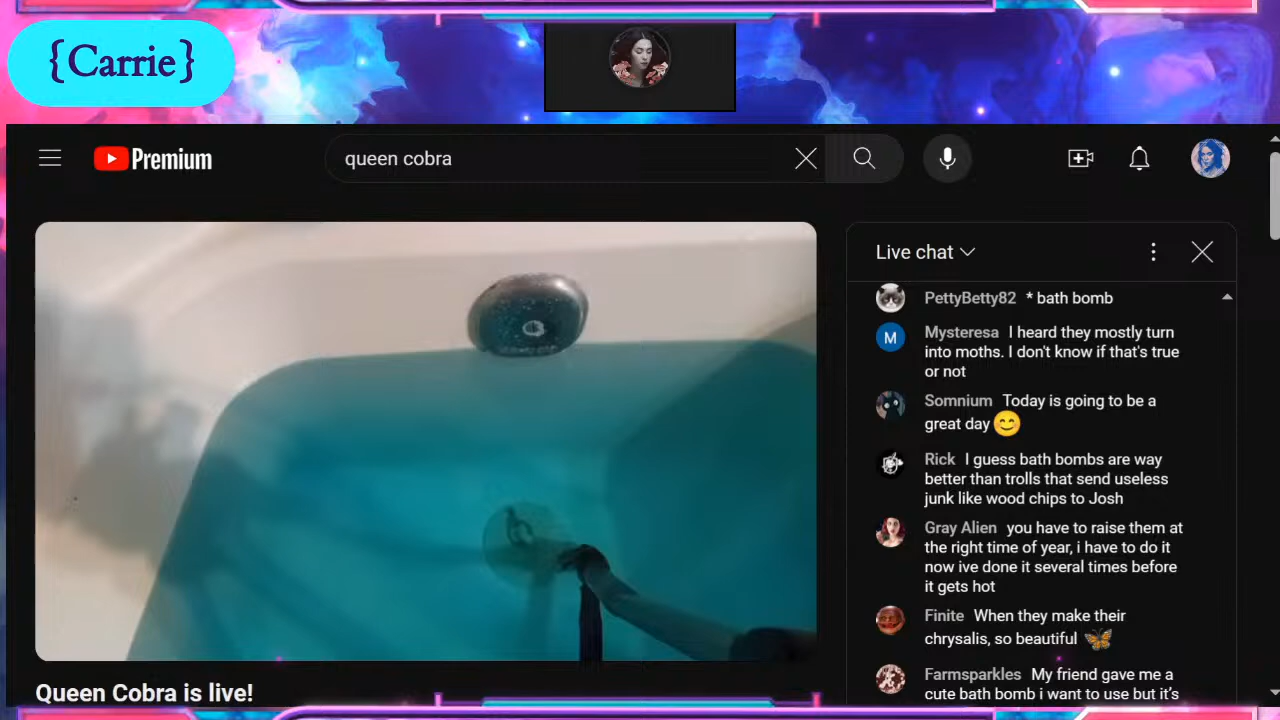 {Carrie}
Premium
queen cobra
Live chat
PettyBetty82 * bath bomb
Mysteresa I heard they mostly turn
into moths. I don't know if that's true
or not
Somnium Today is going to be a
great day😊
Rick I guess bath bombs are way
better than trolls that send useless
junk like wood chips to Josh
Gray Alien you have to raise them at
the right time of year, i have to do it
now ive done it several times before
it gets hot
Finite When they make their
chrysalis, so beautiful 🦋
Farmsparkles My friend gave me a
cute bath bomb i want to use but it's
M
Queen Cobra is live!